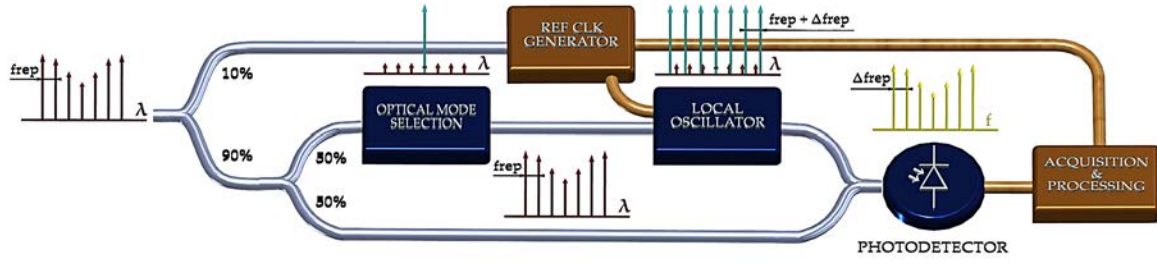 frep
λ
10%
90%
REF CLK
GENERATOR
λ
frep + Δfrep
λ
OPTICAL MODE
SELECTION
LOCAL
OSCILLATOR
50%
50%
frep
λ
Δfrep
f
ACQUISITION
&
PROCESSING
PHOTODETECTOR